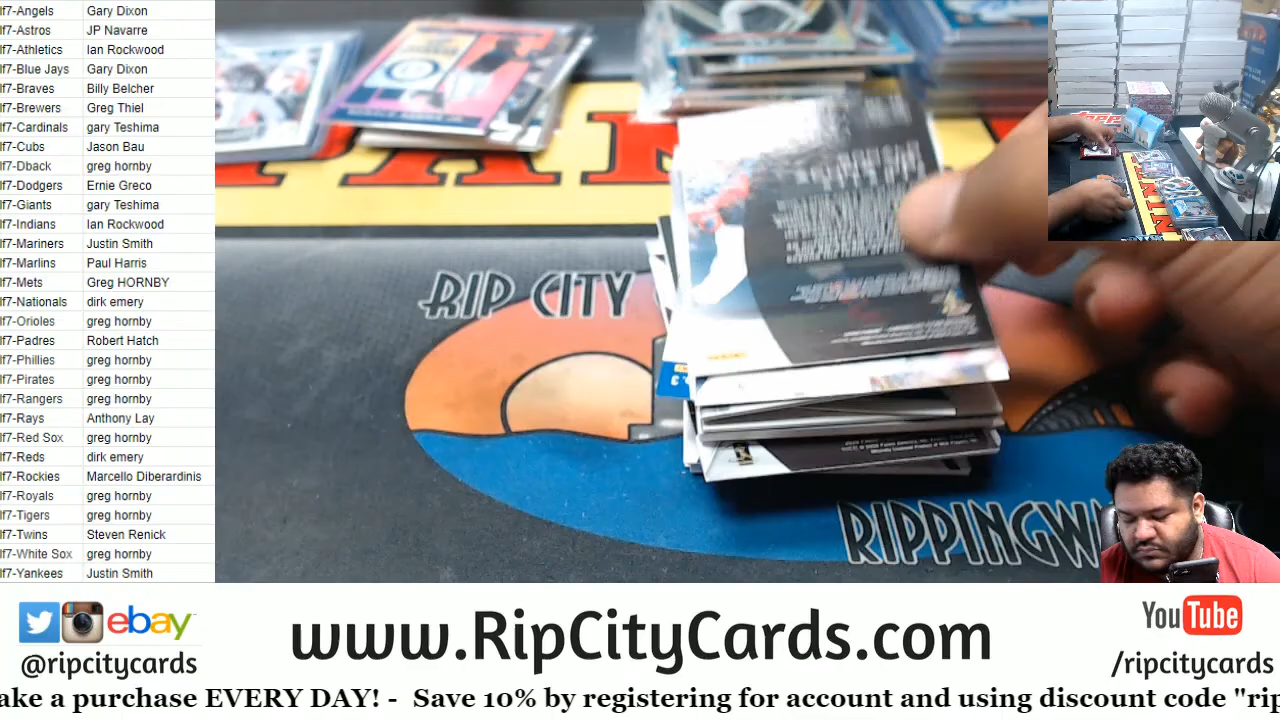 lf7-Angels Gary Dixon
lf7-Astros JP Navarre
lf7-Athletics Ian Rockwood
lf7-Blue Jays Gary Dixon
lf7-Braves Billy Belcher
lf7-Brewers Greg Thiel
lf7-Cardinals gary Teshima
lf7-Cubs Jason Bau
lf7-Dback greg hornby
lf7-Dodgers Ernie Greco
lf7-Giants gary Teshima
lf7-Indians Ian Rockwood
lf7-Mariners Justin Smith
lf7-Marlins Paul Harris
lf7-Mets Greg HORNBY
lf7-Nationals dirk emery
lf7-Orioles greg hornby
lf7-Padres Robert Hatch
lf7-Phillies greg hornby
lf7-Pirates greg hornby
lf7-Rangers greg hornby
lf7-Rays Anthony Lay
lf7-Red Sox greg hornby
lf7-Reds dirk emery
lf7-Rockies Marcello Diberardinis
lf7-Royals greg hornby
lf7-Tigers greg hornby
lf7-Twins Steven Renick
lf7-White Sox greg hornby
lf7-Yankees Justin Smith
RIP CITY
RIPPINGW
ebay
@ripcitycards
www.RipCityCards.com
YouTube
/ripcitycards
ake a purchase EVERY DAY! - Save 10% by registering for account and using discount code "rip